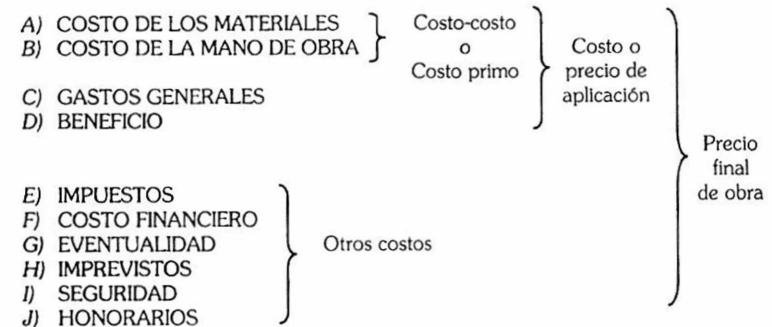 A) COSTO DE LOS MATERIALES
B) COSTO DE LA MANO DE OBRA
Costo-costo
o
Costo primo
C) GASTOS GENERALES
D) BENEFICIO
Costo o
precio de
aplicación
E) IMPUESTOS
F) COSTO FINANCIERO
G) EVENTUALIDAD
H) IMPREVISTOS
I) SEGURIDAD
J) HONORARIOS
Otros costos
Precio
final
de obra